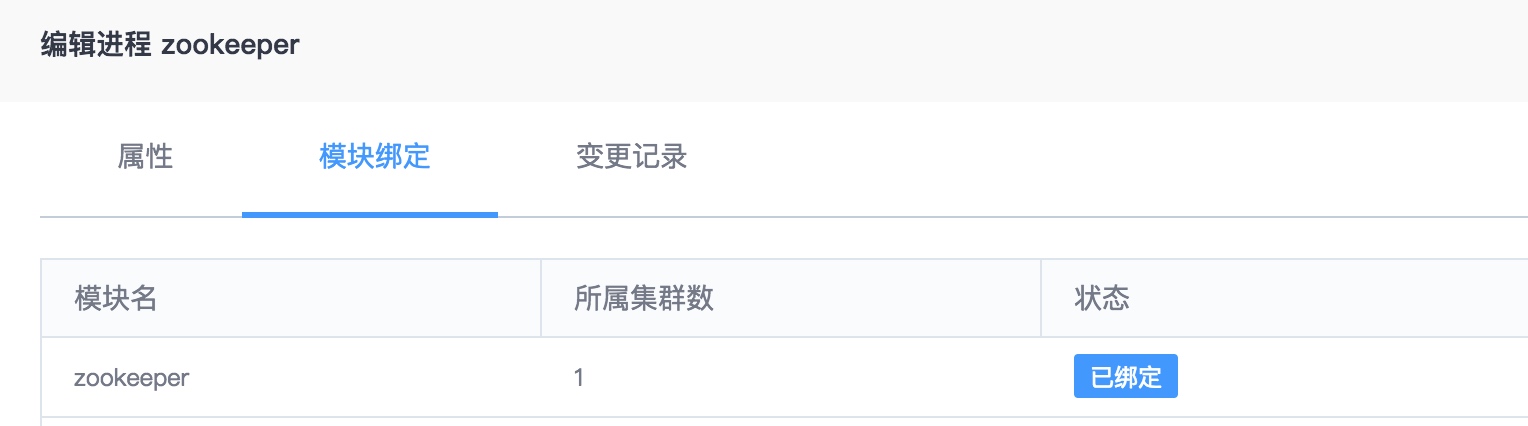 编辑进程 zookeeper
属性 模块绑定 变更记录
模块名 所属集群数 状态
zookeeper 1 已绑定